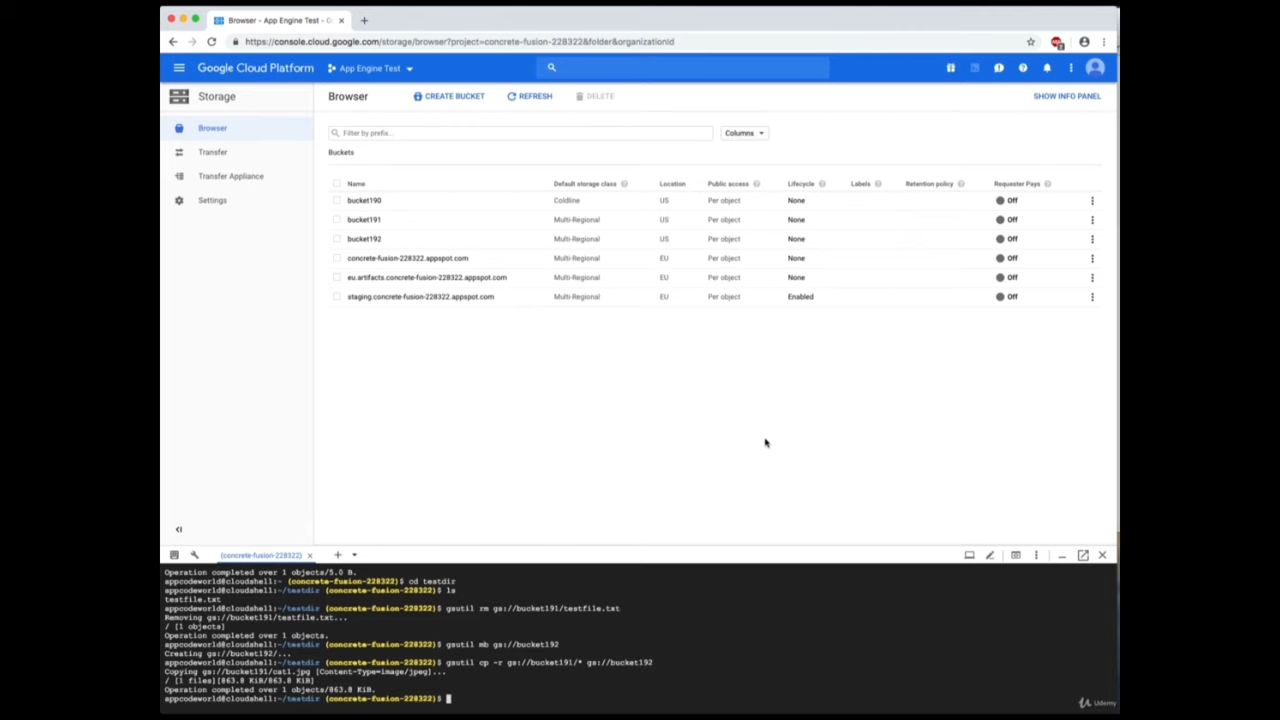 Browser - App Engine Test - G
https://console.cloud.google.com/storage/browser?project=concrete-fusion-228322&folder&organizationId
Google Cloud Platform App Engine Test
Storage Browser CREATE BUCKET REFRESH DELETE SHOW INFO PANEL
Browser
Transfer
Transfer Appliance
Settings
Filter by prefix... Columns
Buckets
Name Default storage class Location Public access Lifecycle Labels Retention policy Requester Pays
bucket190 Coldline US Per object None Off
bucket191 Multi-Regional US Per object None Off
bucket192 Multi-Regional US Per object None Off
concrete-fusion-228322.appspot.com Multi-Regional EU Per object None Off
eu.artifacts.concrete-fusion-228322.appspot.com Multi-Regional EU Per object None Off
staging.concrete-fusion-228322.appspot.com Multi-Regional EU Per object Enabled Off
(concrete-fusion-228322)
Operation completed over 1 objects/5.0 B.
appcodeworld@cloudshell:~ (concrete-fusion-228322)$ cd testdir
appcodeworld@cloudshell:~/testdir (concrete-fusion-228322)$ ls
testfile.txt
appcodeworld@cloudshell:~/testdir (concrete-fusion-228322)$ gsutil rm gs://bucket191/testfile.txt
Removing gs://bucket191/testfile.txt...
/ [1 objects]
Operation completed over 1 objects.
appcodeworld@cloudshell:~/testdir (concrete-fusion-228322)$ gsutil mb gs://bucket192
Creating gs://bucket192/...
appcodeworld@cloudshell:~/testdir (concrete-fusion-228322)$ gsutil cp -r gs://bucket191/* gs://bucket192
Copying gs://bucket191/cat1.jpg [Content-Type=image/jpeg]...
/ [1 files][863.8 KiB/863.8 KiB]
Operation completed over 1 objects/863.8 KiB.
appcodeworld@cloudshell:~/testdir (concrete-fusion-228322)$
Udemy